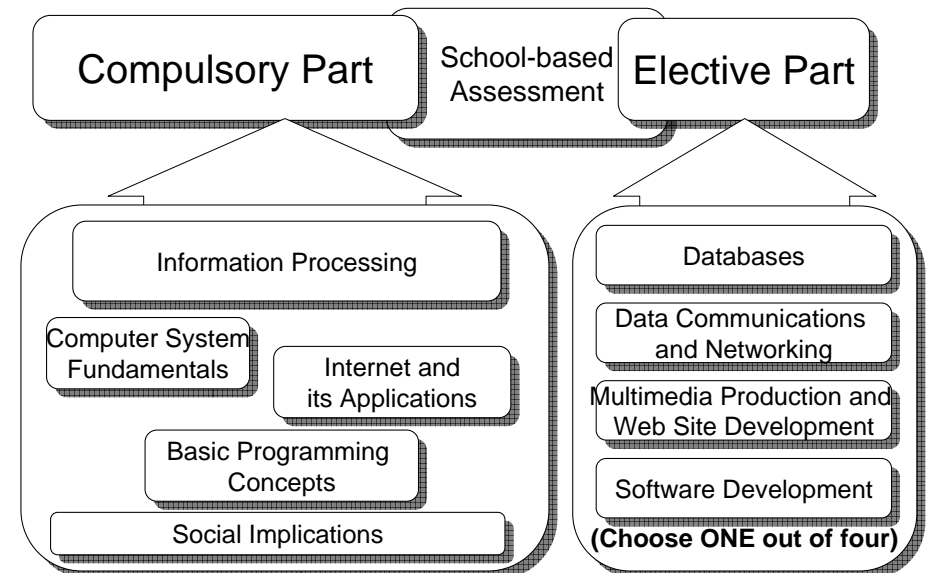 Compulsory Part
School-based
Assessment
Elective Part
Information Processing
Computer System
Fundamentals
Internet and
its Applications
Basic Programming
Concepts
Social Implications
Databases
Data Communications
and Networking
Multimedia Production and
Web Site Development
Software Development
(Choose ONE out of four)